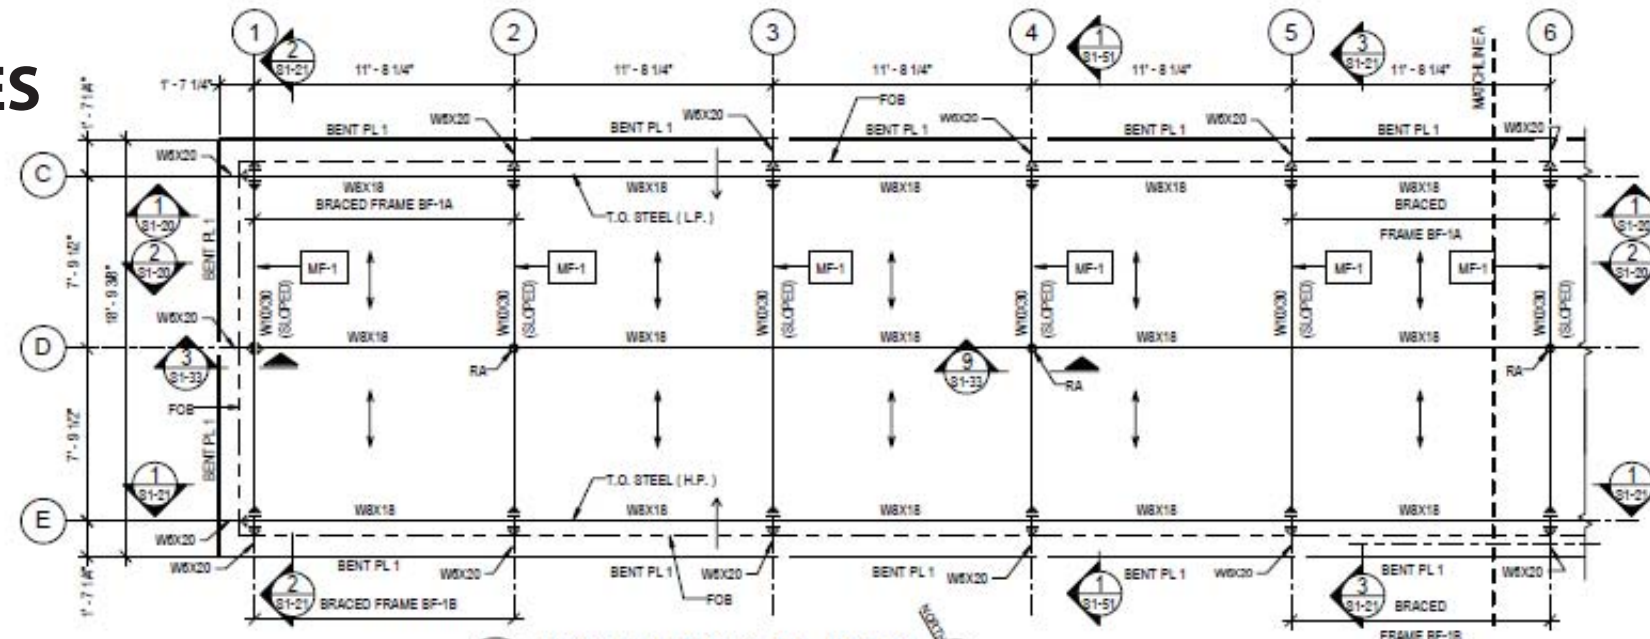 ES
1 2 3 4 5 6
2 S1-21
1 S1-51
3 S1-21
MATCHLINE A
1' - 7 1/4" 11' - 8 1/4" 11' - 8 1/4" 11' - 8 1/4" 11' - 8 1/4" 11' - 8 1/4"
1' - 7 1/4"
FOB
W6X20 W6X20 W6X20 W6X20 W6X20
BENT PL 1 BENT PL 1 BENT PL 1 BENT PL 1 BENT PL 1
W6X20
C
W8X18 W8X18 W8X18 W8X18 W8X18
BRACED FRAME BF-1A
T.O. STEEL ( L.P. )
BRACED
FRAME BF-1A
1 S1-20
2 S1-20
1 S1-20
2 S1-20
BENT PL 1
7' - 9 1/2"
18' - 9 3/8"
MF-1 MF-1 MF-1 MF-1 MF-1 MF-1
W10X30 (SLOPED) W10X30 (SLOPED) W10X30 (SLOPED) W10X30 (SLOPED) W10X30 (SLOPED) W10X30 (SLOPED)
W6X20
D
W8X18 W8X18 W8X18 W8X18 W8X18
3 S1-33
9 S1-33
RA RA RA
FOB
7' - 9 1/2"
BENT PL 1
1 S1-21
1 S1-21
T.O. STEEL ( H.P. )
E
W8X18 W8X18 W8X18 W8X18 W8X18
W6X20
W6X20 W6X20 W6X20 W6X20 W6X20 W6X20
BENT PL 1 BENT PL 1 BENT PL 1 BENT PL 1 BENT PL 1
1' - 7 1/4"
FOB
2 S1-21
1 S1-51
3 S1-21
BRACED FRAME BF-1B
BRACED
FRAME BF-1B